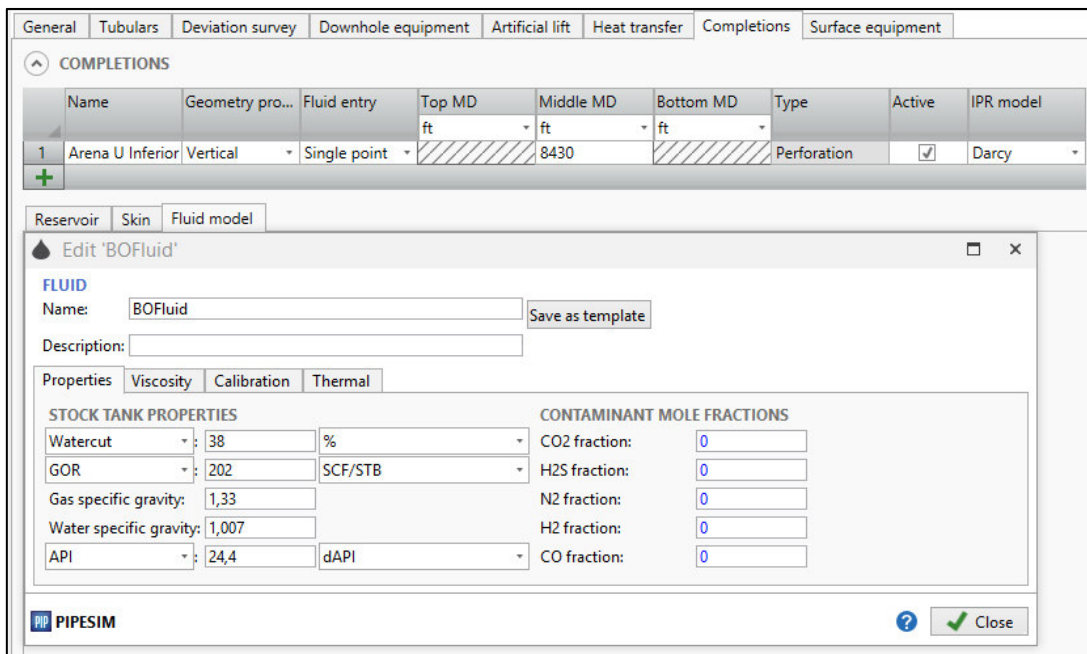 General Tubulars Deviation survey Downhole equipment Artificial lift Heat transfer Completions Surface equipment
COMPLETIONS
Name Geometry pro... Fluid entry Top MD Middle MD Bottom MD Type Active IPR model
ft ft ft
1 Arena U Inferior Vertical Single point 8430 Perforation Darcy
Reservoir Skin Fluid model
Edit 'BOFluid'
FLUID
Name: BOFluid Save as template
Description:
Properties Viscosity Calibration Thermal
STOCK TANK PROPERTIES CONTAMINANT MOLE FRACTIONS
Watercut : 38 % CO2 fraction: 0
GOR : 202 SCF/STB H2S fraction: 0
Gas specific gravity: 1,33 N2 fraction: 0
Water specific gravity: 1,007 H2 fraction: 0
API : 24,4 dAPI CO fraction: 0
PIP PIPESIM ? Close